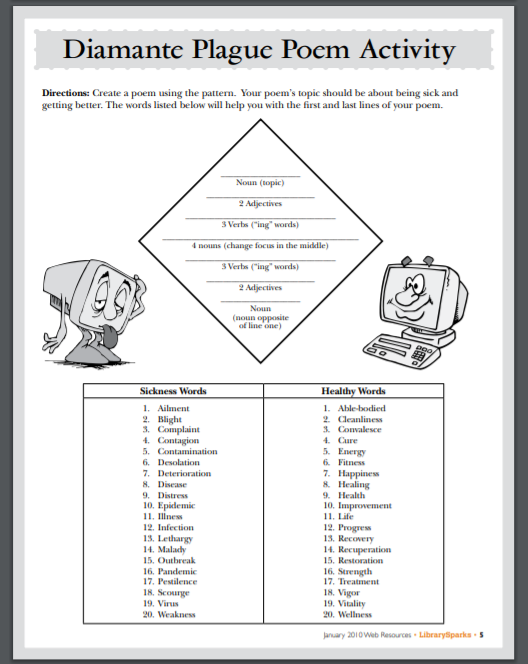 Diamante Plague Poem Activity
Directions: Create a poem using the pattern. Your poem's topic should be about being sick and
getting better. The words listed below will help you with the first and last lines of your poem.
Noun (topic)
2 Adjectives
3 Verbs ("ing" words)
4 nouns (change focus in the middle)
3 Verbs ("ing" words)
2 Adjectives
Noun
(noun opposite
of line one)
Sickness Words
1. Ailment
2. Blight
3. Complaint
4. Contagion
5. Contamination
6. Desolation
7. Deterioration
8. Disease
9. Distress
10. Epidemic
11. Illness
12. Infection
13. Lethargy
14. Malady
15. Outbreak
16. Pandemic
17. Pestilence
18. Scourge
19. Virus
20. Weakness
Healthy Words
1. Able-bodied
2. Cleanliness
3. Convalesce
4. Cure
5. Energy
6. Fitness
7. Happiness
8. Healing
9. Health
10. Improvement
11. Life
12. Progress
13. Recovery
14. Recuperation
15. Restoration
16. Strength
17. Treatment
18. Vigor
19. Vitality
20. Wellness
January 2010 Web Resources • LibrarySparks • 5